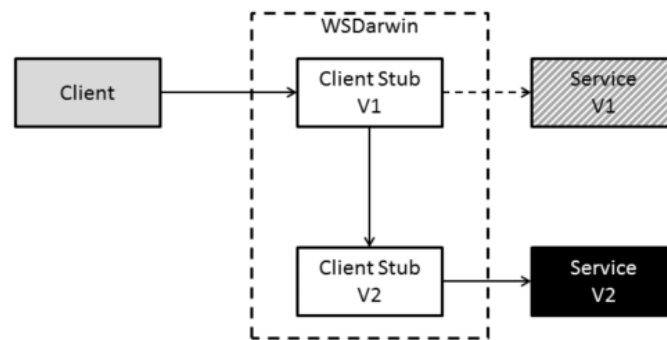 WSDarwin
Client
Client Stub
V1
Service
V1
Client Stub
V2
Service
V2